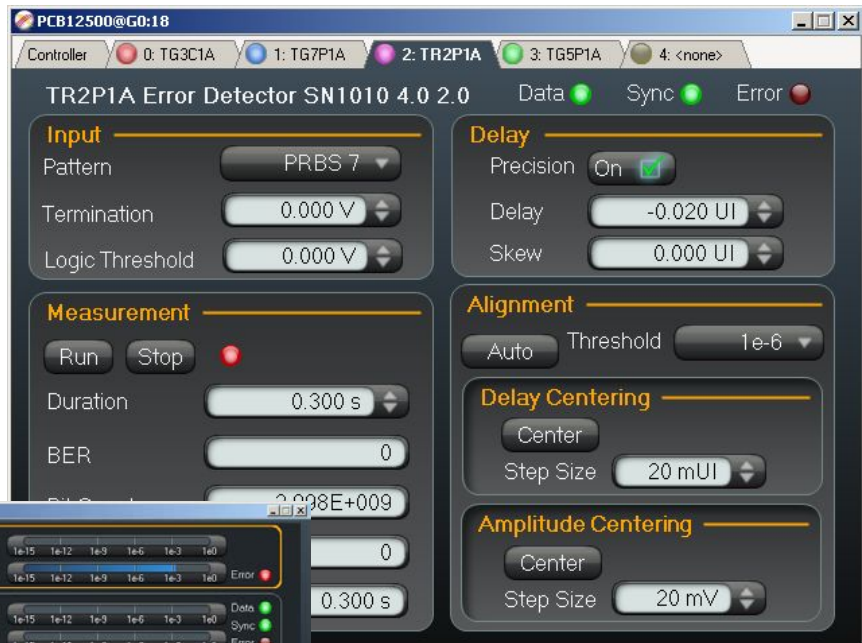 PCB12500@G0:18
Controller 0: TG3C1A 1: TG7P1A 2: TR2P1A 3: TG5P1A 4: <none>
TR2P1A Error Detector SN1010 4.0 2.0 Data Sync Error
Input
Pattern PRBS 7
Termination 0.000 V
Logic Threshold 0.000 V
Delay
Precision On
Delay -0.020 UI
Skew 0.000 UI
Measurement
Run Stop
Duration 0.300 s
BER 0
98E+009
0
0.300 s
Alignment
Auto Threshold 1e-6
Delay Centering
Center
Step Size 20 mUI
Amplitude Centering
Center
Step Size 20 mV
1e-15 1e-12 1e-9 1e-6 1e-3 1e0
1e-15 1e-12 1e-9 1e-6 1e-3 1e0 Error
Data
1e-15 1e-12 1e-9 1e-6 1e-3 1e0 Sync
Error